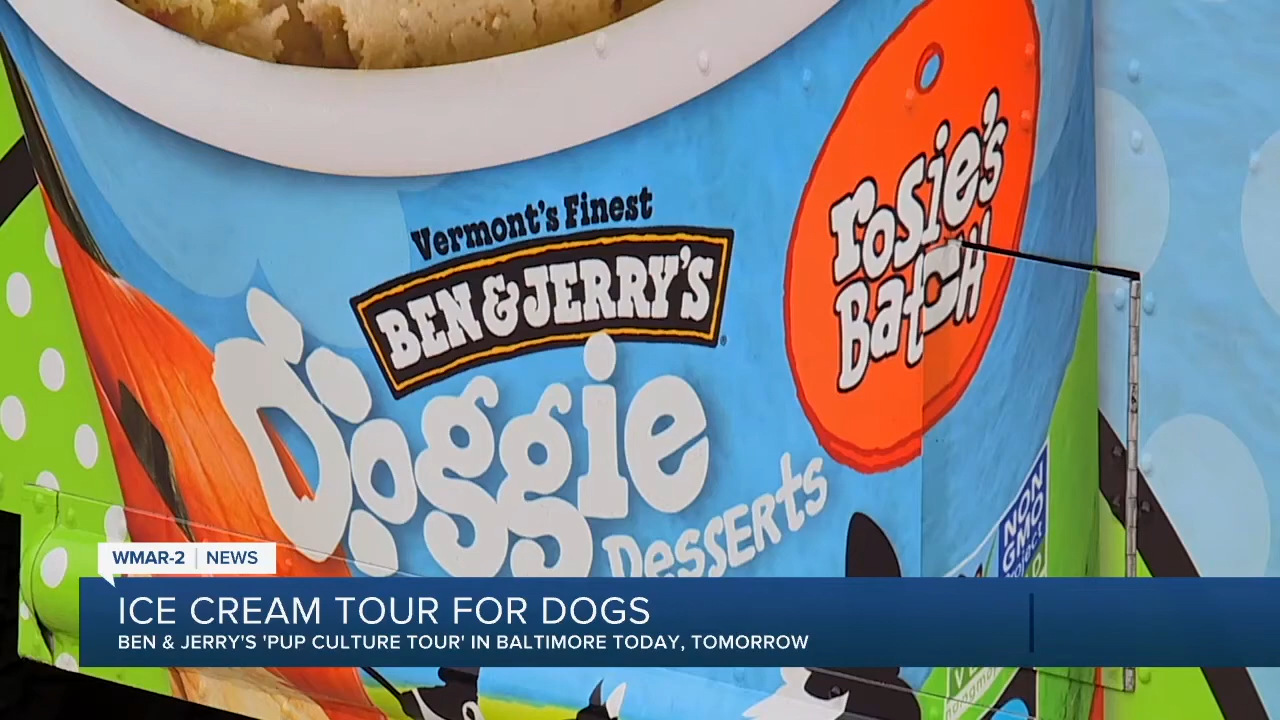 Vermont's Finest
BEN & JERRY'S
Doggie
Desserts
rosie's
Batch
NON
GMO
Project
WMAR-2 | NEWS
ICE CREAM TOUR FOR DOGS
BEN & JERRY'S 'PUP CULTURE TOUR' IN BALTIMORE TODAY, TOMORROW